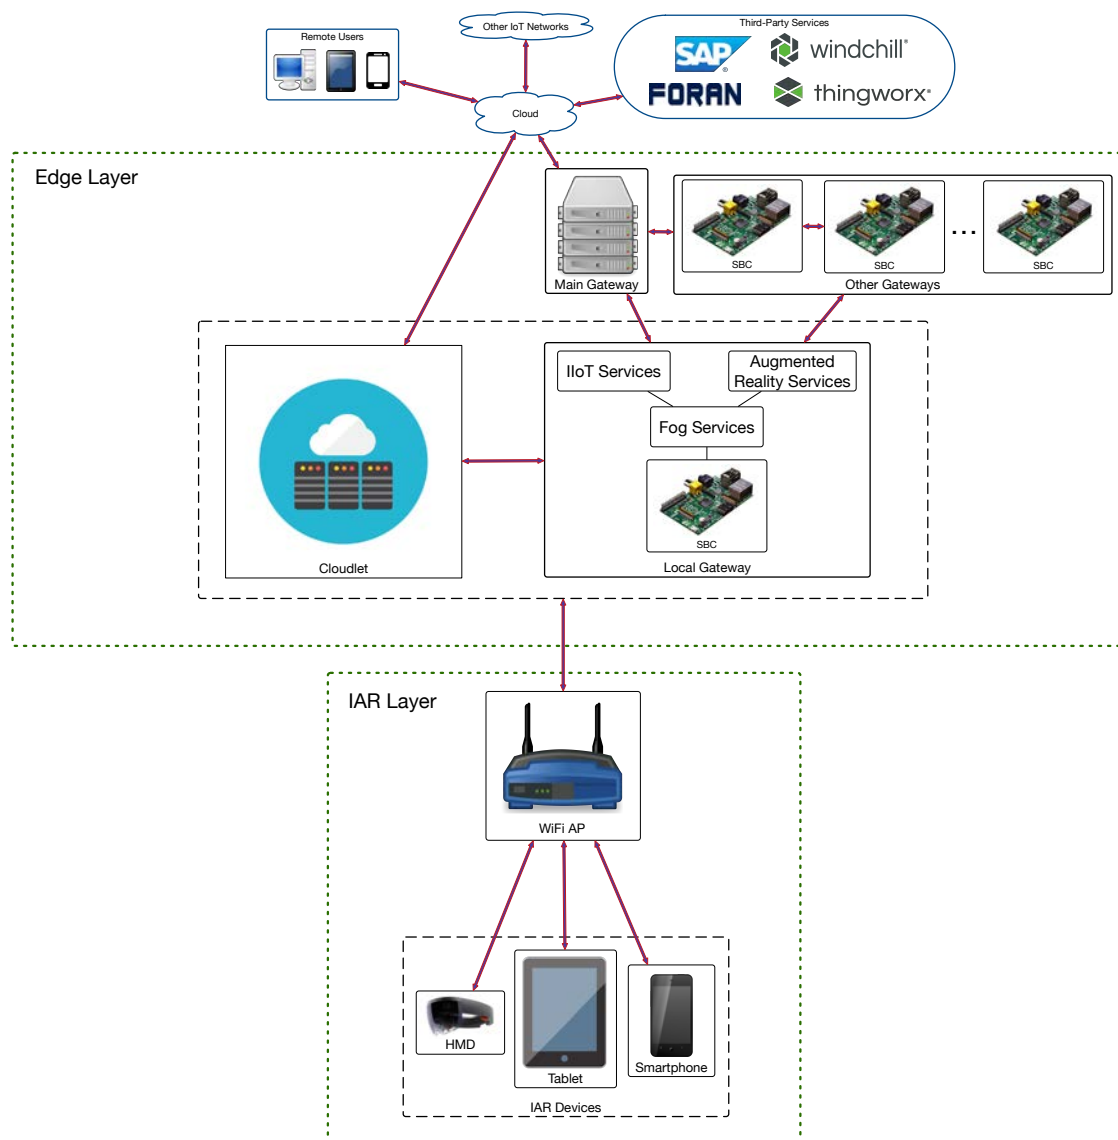 Remote Users
Other IoT Networks
Third-Party Services
SAP®
windchill®
FORAN
thingworx®
Cloud
Edge Layer
SBC
SBC
...
SBC
Main Gateway
Other Gateways
IIoT Services
Augmented
Reality Services
Fog Services
SBC
Cloudlet
Local Gateway
IAR Layer
WiFi AP
HMD
Tablet
Smartphone
IAR Devices